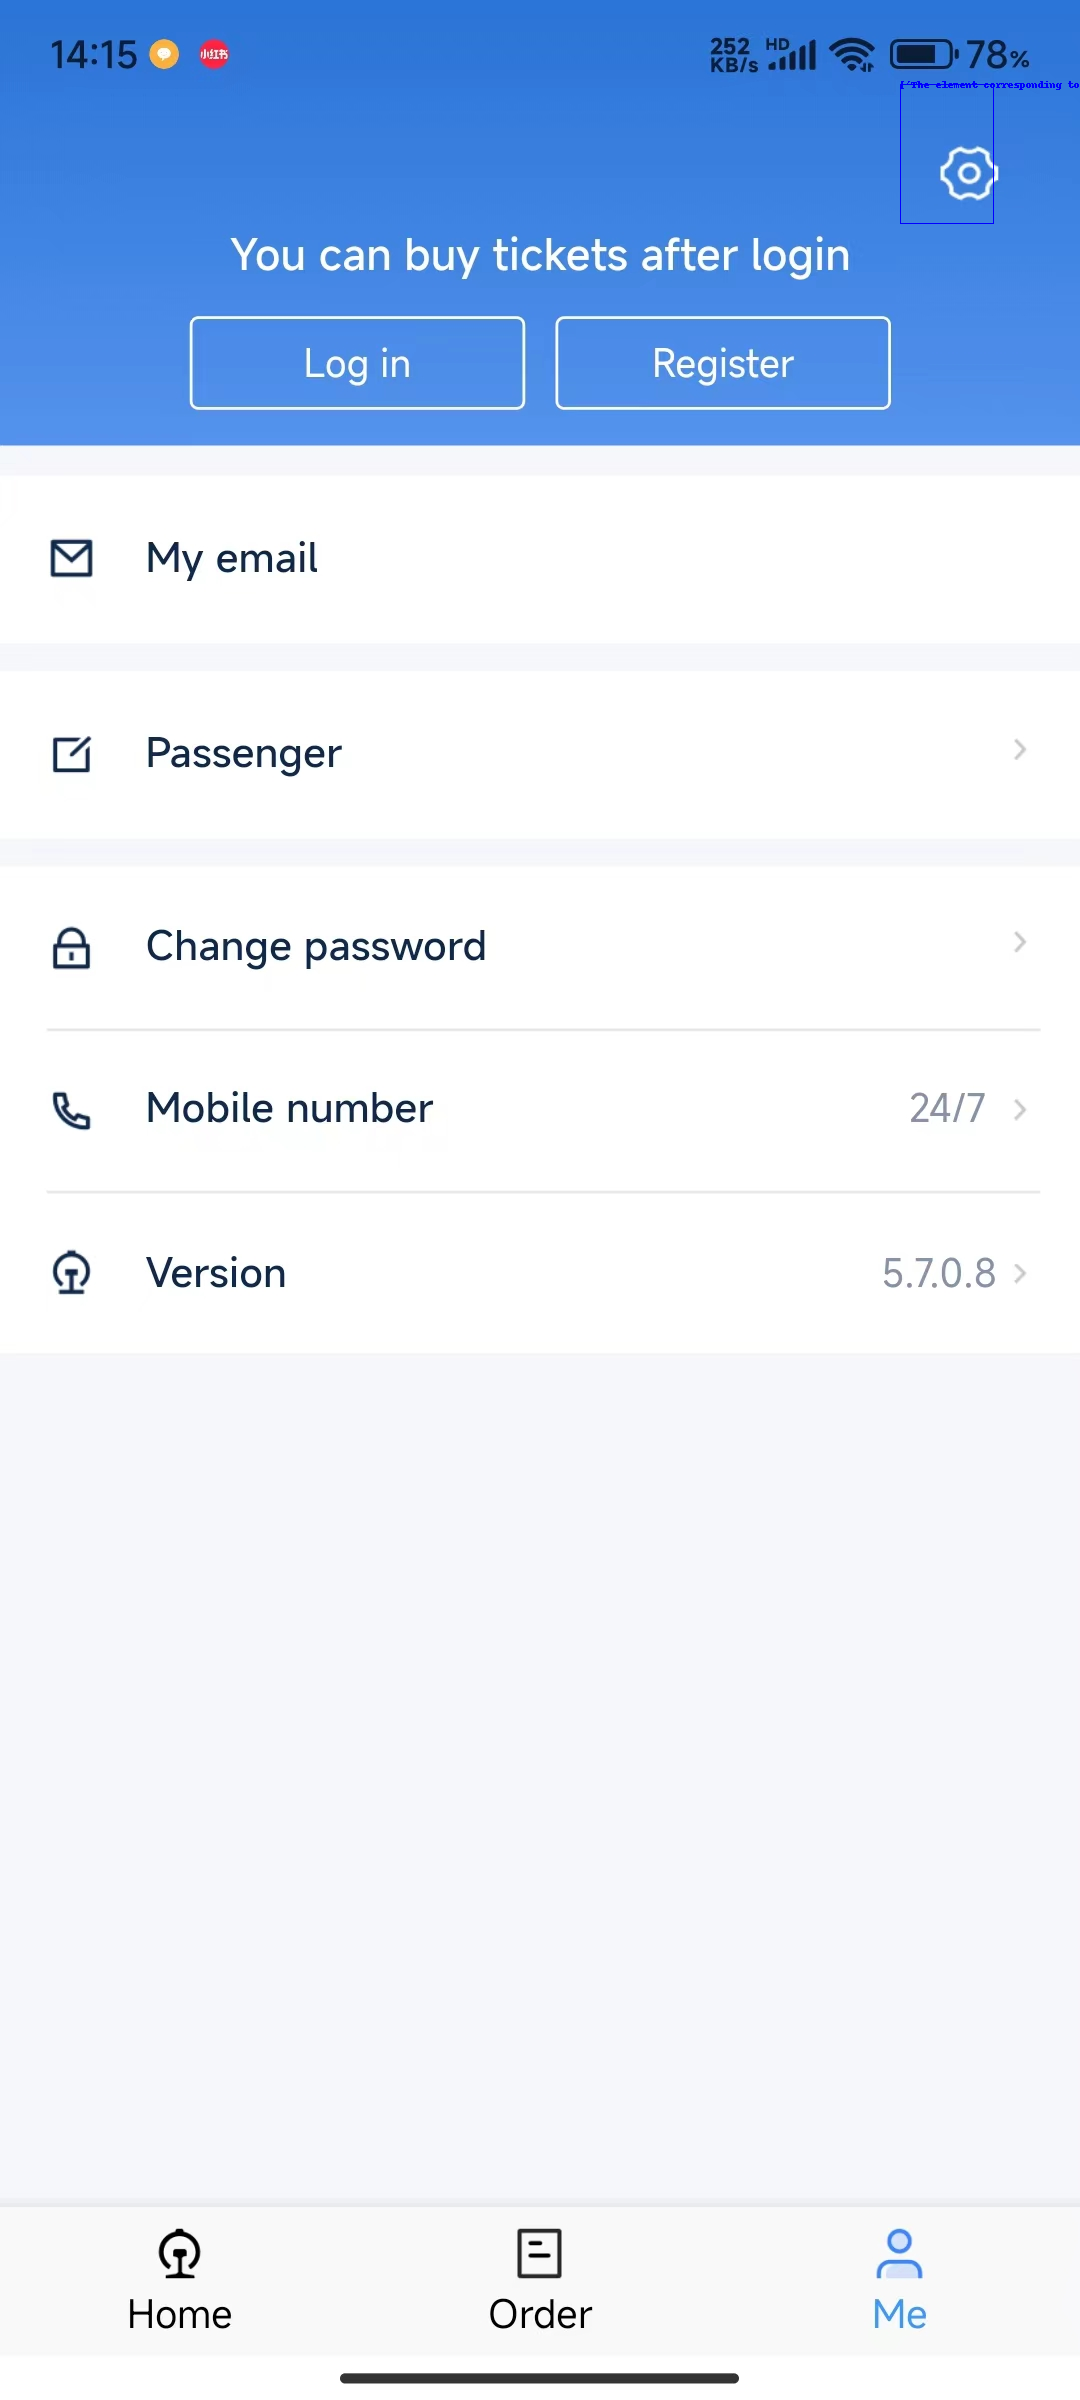 14:15 小红书 252 KB/s HD 78%
{'The element corresponding to
You can buy tickets after login
Log in Register
My email
Passenger
Change password
Mobile number 24/7
Version 5.7.0.8
Home Order Me